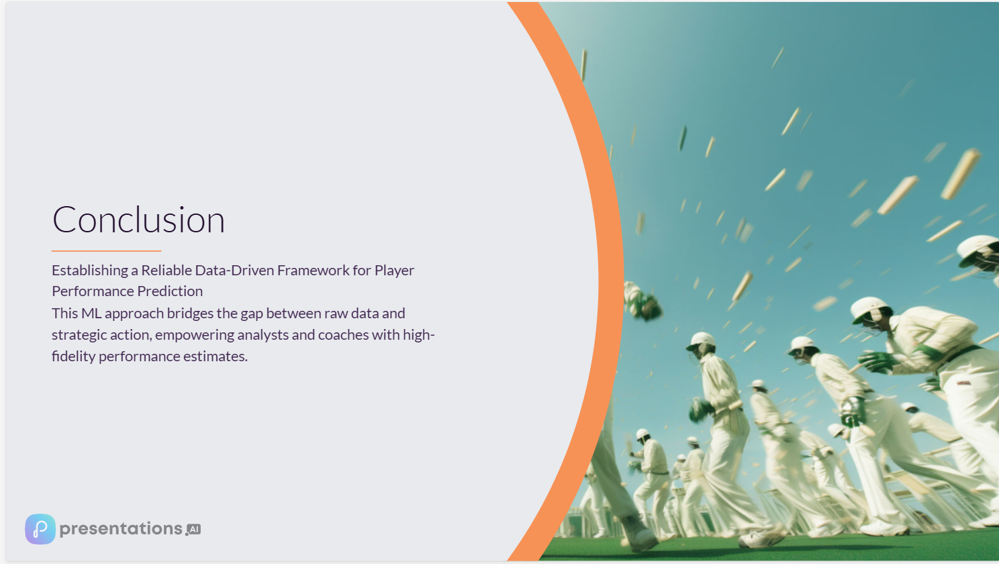 Conclusion
Establishing a Reliable Data-Driven Framework for Player
Performance Prediction
This ML approach bridges the gap between raw data and
strategic action, empowering analysts and coaches with high-
fidelity performance estimates.
presentations.AI